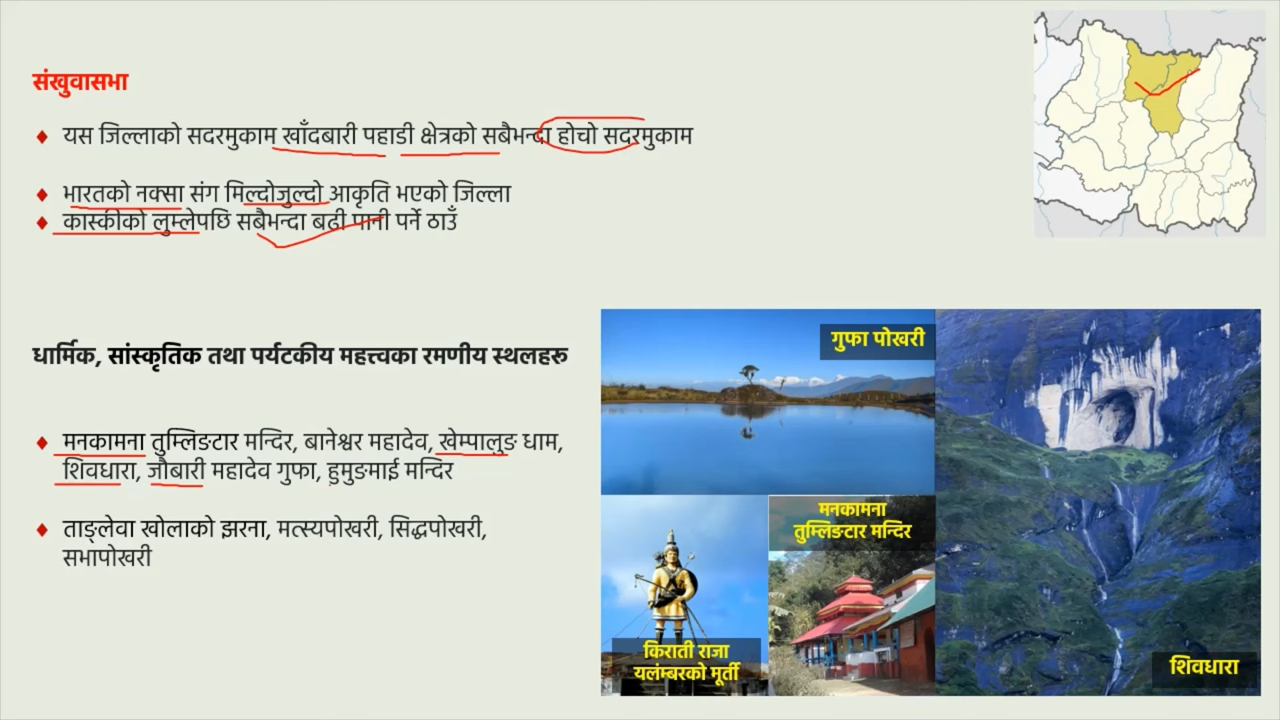 संखुवासभा
यस जिल्लाको सदरमुकाम खाँदबारी पहाडी क्षेत्रको सबैभन्दा होचो सदरमुकाम
भारतको नक्सा संग मिल्दोजुल्दो आकृति भएको जिल्ला
कास्कीको लुम्लेपछि सबैभन्दा बढी पानी पर्ने ठाउँ
धार्मिक, सांस्कृतिक तथा पर्यटकीय महत्त्वका रमणीय स्थलहरू
मनकामना तुम्लिङटार मन्दिर, बानेश्वर महादेव, खेम्पालुङ धाम,
शिवधारा, जौबारी महादेव गुफा, हुमुङमाई मन्दिर
ताङ्लेवा खोलाको झरना, मत्स्यपोखरी, सिद्धपोखरी,
सभापोखरी
गुफा पोखरी
मनकामना
तुम्लिङटार मन्दिर
किराती राजा
यलंम्बरको मूर्ती
शिवधारा